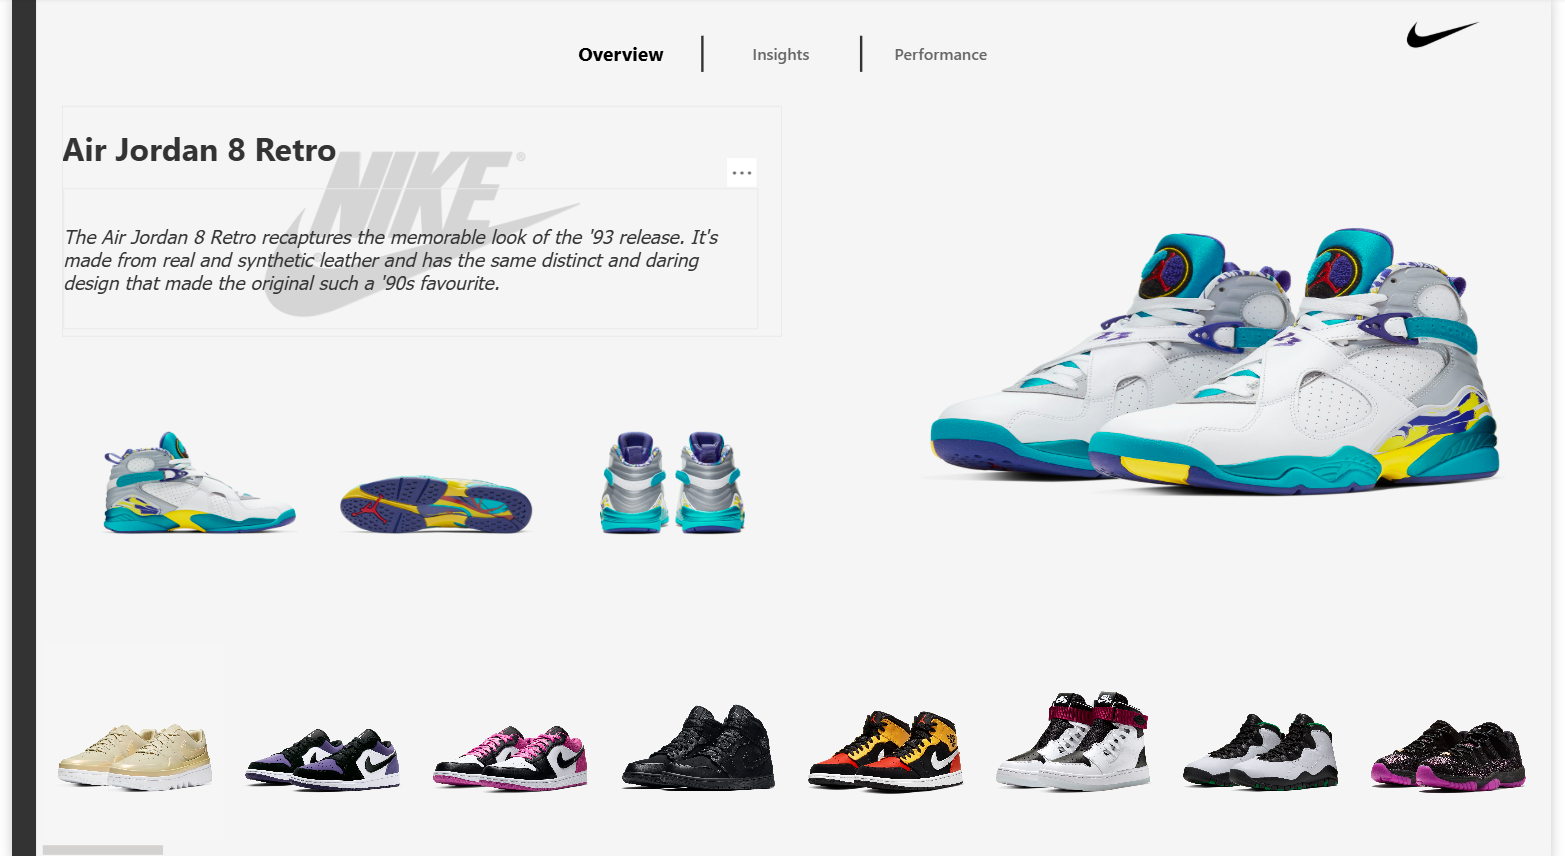 Overview
Insights
Performance
Air Jordan 8 Retro
NIKE®
The Air Jordan 8 Retro recaptures the memorable look of the '93 release. It's
made from real and synthetic leather and has the same distinct and daring
design that made the original such a '90s favourite.